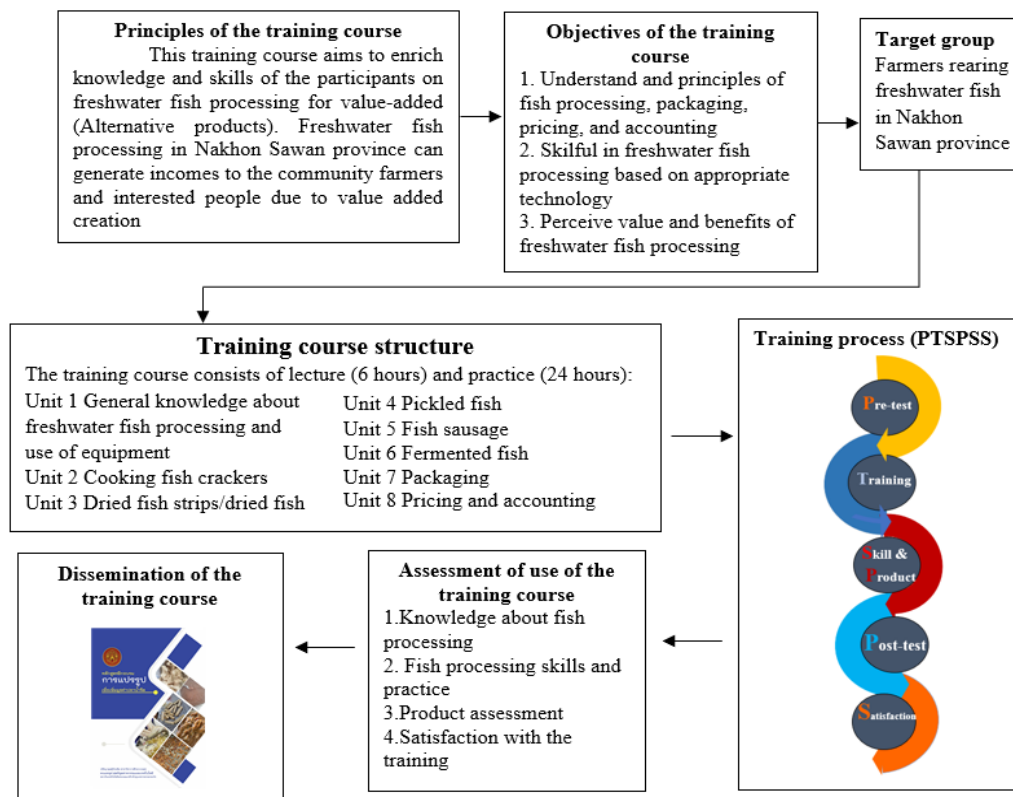 Principles of the training course
This training course aims to enrich
knowledge and skills of the participants on
freshwater fish processing for value-added
(Alternative products). Freshwater fish
processing in Nakhon Sawan province can
generate incomes to the community farmers
and interested people due to value added
creation
Objectives of the training
course
1. Understand and principles of
fish processing, packaging,
pricing, and accounting
2. Skilful in freshwater fish
processing based on appropriate
technology
3. Perceive value and benefits of
freshwater fish processing
Target group
Farmers rearing
freshwater fish
in Nakhon
Sawan province
Training course structure
The training course consists of lecture (6 hours) and practice (24 hours):
Unit 1 General knowledge about
freshwater fish processing and
use of equipment
Unit 2 Cooking fish crackers
Unit 3 Dried fish strips/dried fish
Unit 4 Pickled fish
Unit 5 Fish sausage
Unit 6 Fermented fish
Unit 7 Packaging
Unit 8 Pricing and accounting
Training process (PTSPSS)
Pre-test
Training
Skill &
Product
Post-test
Satisfaction
Assessment of use of the
training course
1.Knowledge about fish
processing
2. Fish processing skills and
practice
3.Product assessment
4.Satisfaction with the
training
Dissemination of the
training course
การแปรรูป